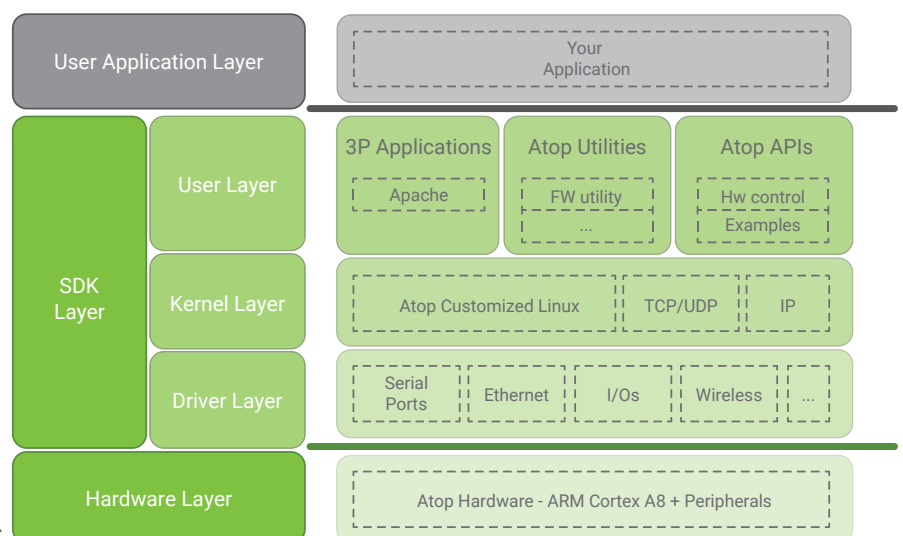 User Application Layer
Your
Application
SDK
Layer
User Layer
3P Applications
Apache
Atop Utilities
FW utility
...
Atop APIs
Hw control
Examples
Kernel Layer
Atop Customized Linux
TCP/UDP
IP
Driver Layer
Serial
Ports
Ethernet
I/Os
Wireless
...
Hardware Layer
Atop Hardware - ARM Cortex A8 + Peripherals